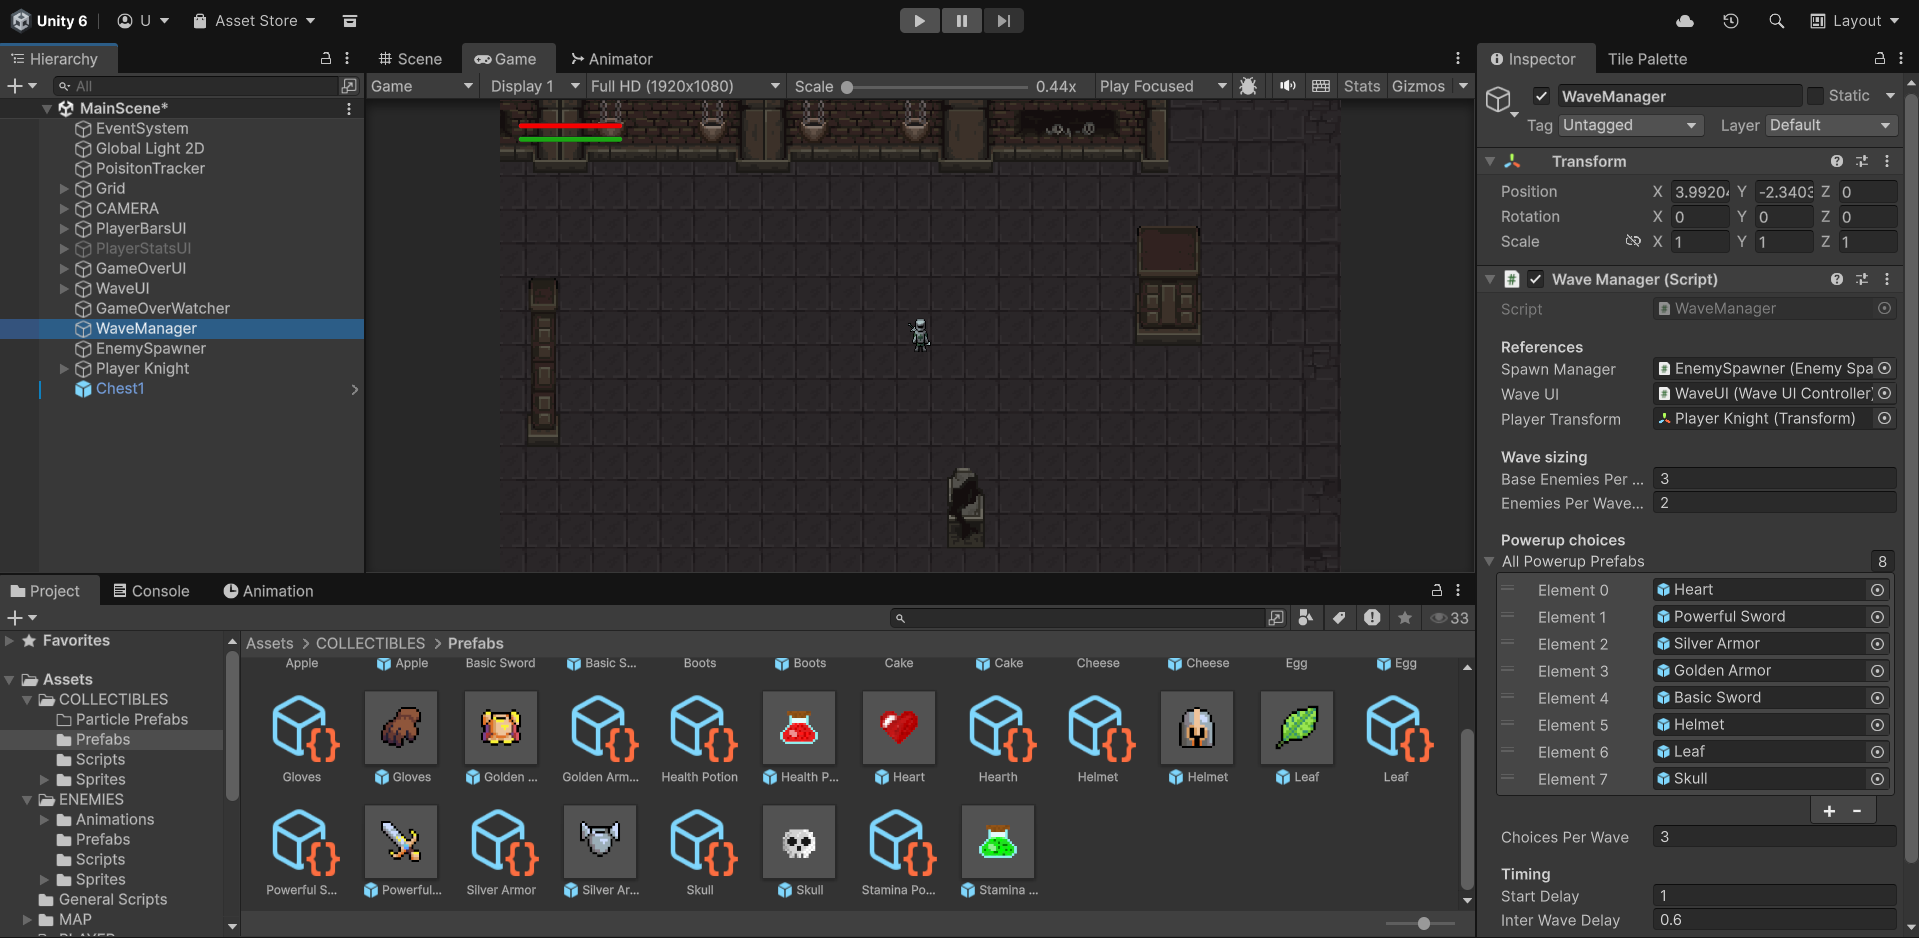 Unity 6
U
Asset Store
Layout
Hierarchy
All
MainScene*
EventSystem
Global Light 2D
PoisitonTracker
Grid
CAMERA
PlayerBarsUI
PlayerStatsUI
GameOverUI
WaveUI
GameOverWatcher
WaveManager
EnemySpawner
Player Knight
Chest1
Scene
Game
Animator
Game
Display 1
Full HD (1920x1080)
Scale
0.44x
Play Focused
Stats
Gizmos
Inspector
Tile Palette
WaveManager
Static
Tag
Untagged
Layer
Default
Transform
Position X 3.9920 Y -2.3403 Z 0
Rotation X 0 Y 0 Z 0
Scale X 1 Y 1 Z 1
# Wave Manager (Script)
Script
WaveManager
References
Spawn Manager
EnemySpawner (Enemy Spa
Wave UI
WaveUI (Wave UI Controller)
Player Transform
Player Knight (Transform)
Wave sizing
Base Enemies Per ... 3
Enemies Per Wave... 2
Powerup choices
All Powerup Prefabs 8
Element 0 Heart
Element 1 Powerful Sword
Element 2 Silver Armor
Element 3 Golden Armor
Element 4 Basic Sword
Element 5 Helmet
Element 6 Leaf
Element 7 Skull
+ -
Choices Per Wave 3
Timing
Start Delay 1
Inter Wave Delay 0.6
Project
Console
Animation
33
Favorites
Assets
COLLECTIBLES
Particle Prefabs
Prefabs
Scripts
Sprites
ENEMIES
Animations
Prefabs
Scripts
Sprites
General Scripts
MAP
Assets > COLLECTIBLES > Prefabs
Apple Apple Basic Sword Basic S... Boots Boots Cake Cake Cheese Cheese Egg Egg
Gloves Gloves Golden ... Golden Arm... Health Potion Health P... Heart Hearth Helmet Helmet Leaf Leaf
Powerful S... Powerful... Silver Armor Silver Ar... Skull Skull Stamina Po... Stamina ...